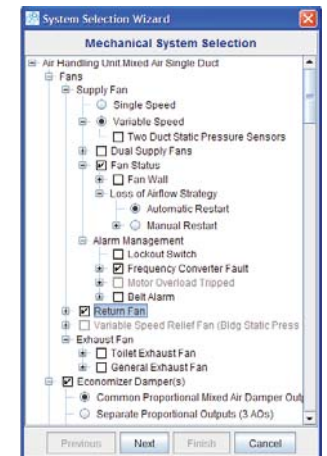 System Selection Wizard
Mechanical System Selection
Air Handling Unit Mixed Air Single Duct
Fans
Supply Fan
Single Speed
Variable Speed
Two Duct Static Pressure Sensors
Dual Supply Fans
Fan Status
Fan Wall
Loss of Airflow Strategy
Automatic Restart
Manual Restart
Alarm Management
Lockout Switch
Frequency Converter Fault
Motor Overload Tripped
Belt Alarm
Return Fan
Variable Speed Relief Fan (Bldg Static Press
Exhaust Fan
Toilet Exhaust Fan
General Exhaust Fan
Economizer Damper(s)
Common Proportional Mixed Air Damper Outp
Separate Proportional Outputs (3 AOs)
Previous Next Finish Cancel